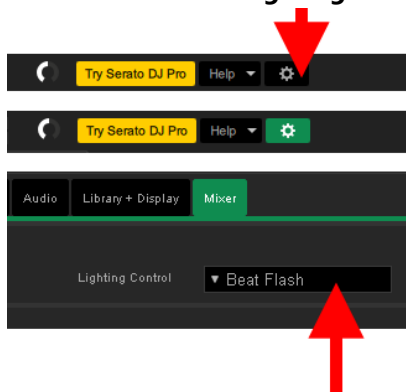 Try Serato DJ Pro Help
Try Serato DJ Pro Help
Audio Library + Display Mixer
Lighting Control Beat Flash